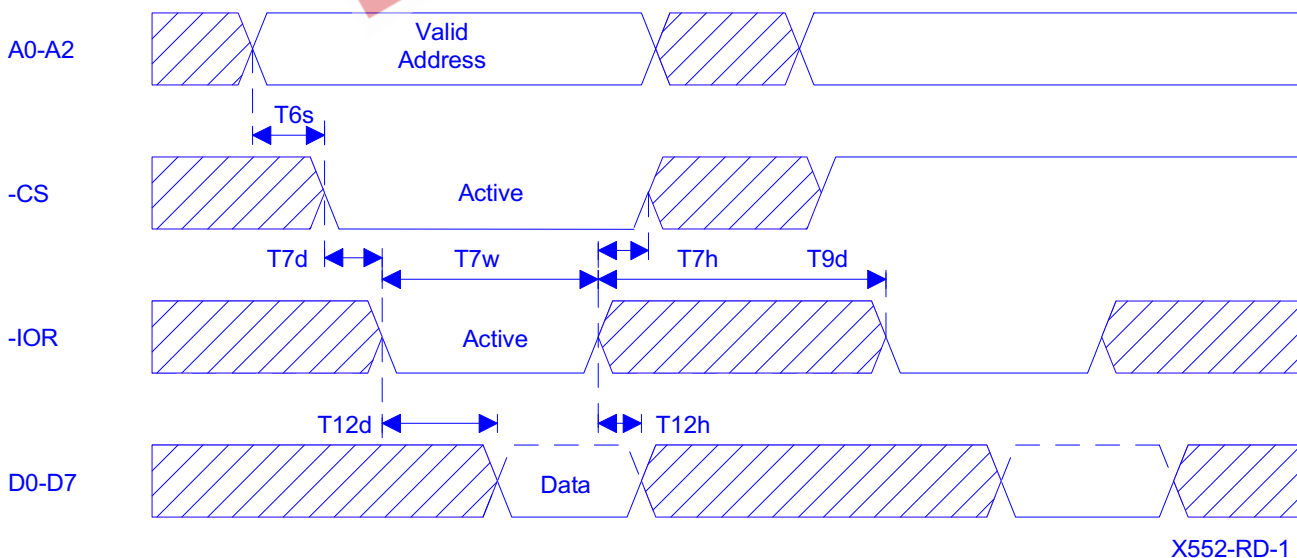 A0-A2
Valid
Address
T6s
-CS
Active
T7d
T7w
T7h
T9d
-IOR
Active
T12d
T12h
D0-D7
Data
X552-RD-1